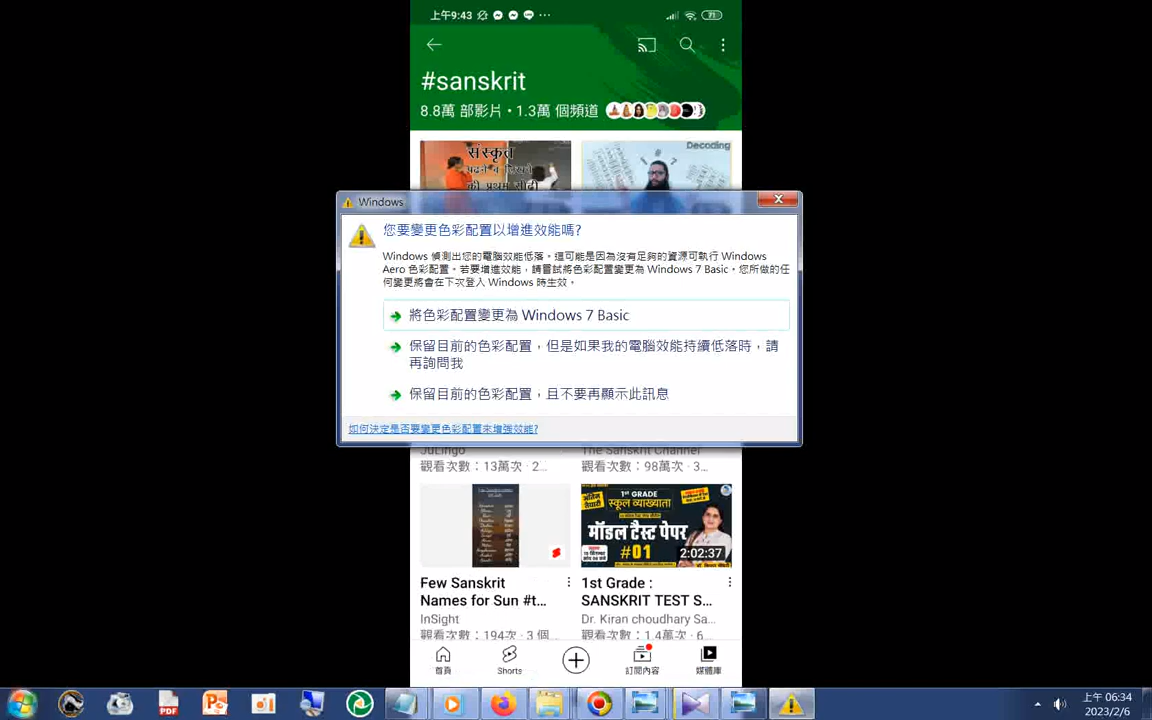 上午9:43
71
#sanskrit
8.8萬 部影片・1.3萬 個頻道
संस्कृत
पढने व लिखने
की प्रथम सीढ़ी
Decoding
Windows
您要變更色彩配置以增進效能嗎?
Windows 偵測出您的電腦效能低落。這可能是因為沒有足夠的資源可執行 Windows
Aero 色彩配置。若要增進效能，請嘗試將色彩配置變更為 Windows 7 Basic。您所做的任
何變更將會在下次登入 Windows 時生效。
將色彩配置變更為 Windows 7 Basic
保留目前的色彩配置，但是如果我的電腦效能持續低落時，請
再詢問我
保留目前的色彩配置，且不要再顯示此訊息
如何決定是否要變更色彩配置來增強效能?
JuLingo
The Sanskrit Channel
觀看次數：13萬次 · 2...
觀看次數：98萬次 · 3...
1ST GRADE
स्कूल व्याख्याता
मॉडल टैस्ट पेपर
#01
2:02:37
Few Sanskrit
Names for Sun #t...
InSight
觀看次數：194次 · 3 個...
1st Grade :
SANSKRIT TEST S...
Dr. Kiran choudhary Sa...
觀看次數：1.4萬次 · 6...
首頁
Shorts
訂閱內容
媒體庫
PDF
上午 06:34
2023/2/6